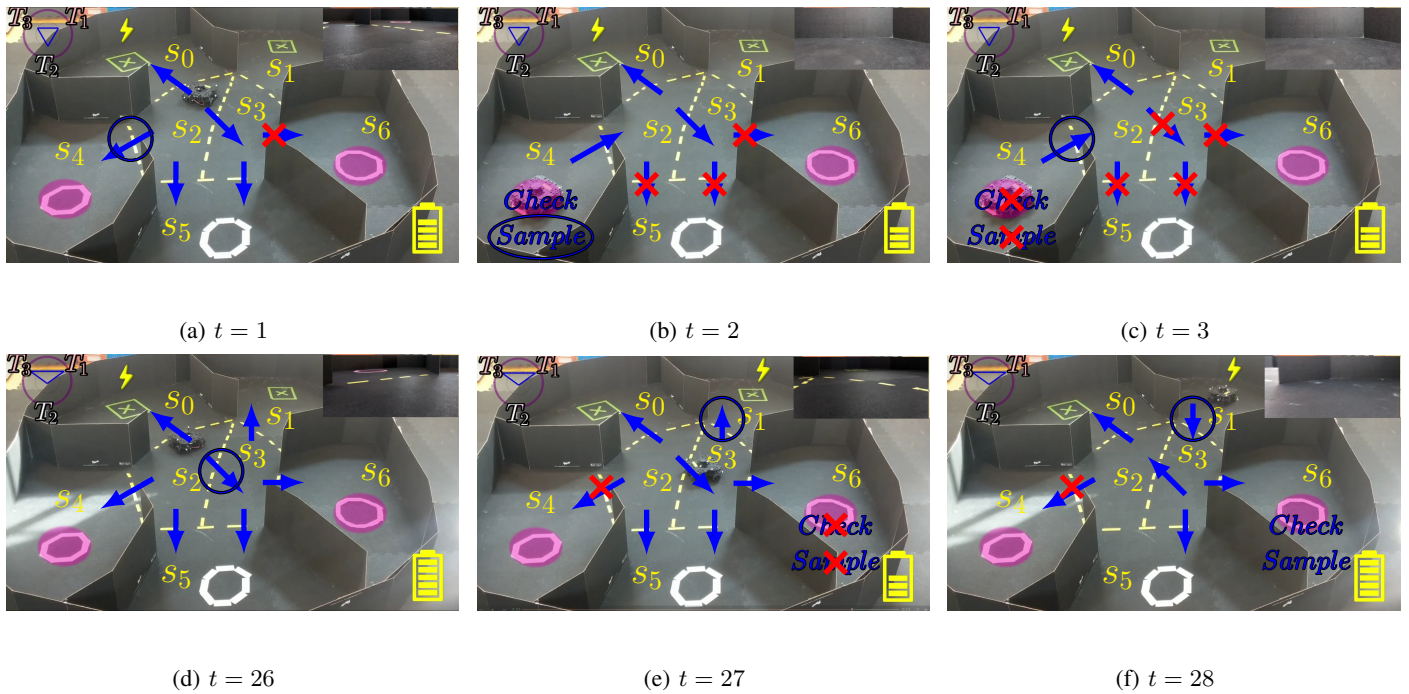 T3 T1
T2
s0
s1
s2
s3
s4
s5
s6
(a) t = 1
T3 T1
T2
s0
s1
s2
s3
s4
s5
s6
Check
Sample
(b) t = 2
T3 T1
T2
s0
s1
s2
s3
s4
s5
s6
Check
Sample
(c) t = 3
T3 T1
T2
s0
s1
s2
s3
s4
s5
s6
(d) t = 26
T3 T1
T2
s0
s1
s2
s3
s4
s5
s6
Check
Sample
(e) t = 27
T3 T1
T2
s0
s1
s2
s3
s4
s5
s6
Check
Sample
(f) t = 28